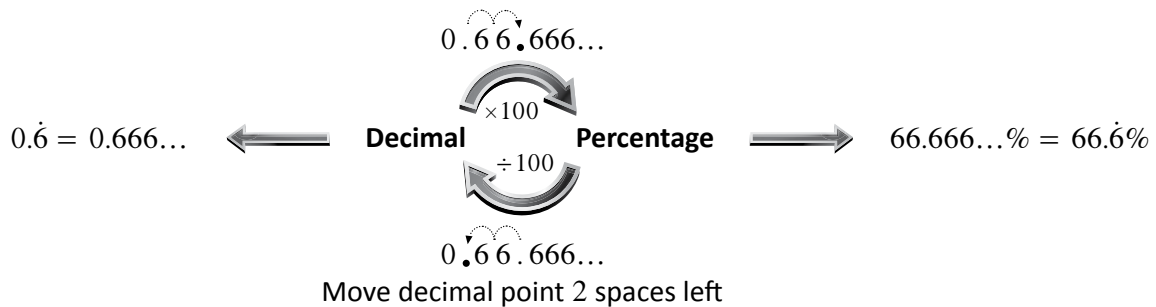 0.66.666...
×100
0.6̇ = 0.666... Decimal Percentage 66.666...% = 66.6̇%
÷100
0.66.666...
Move decimal point 2 spaces left